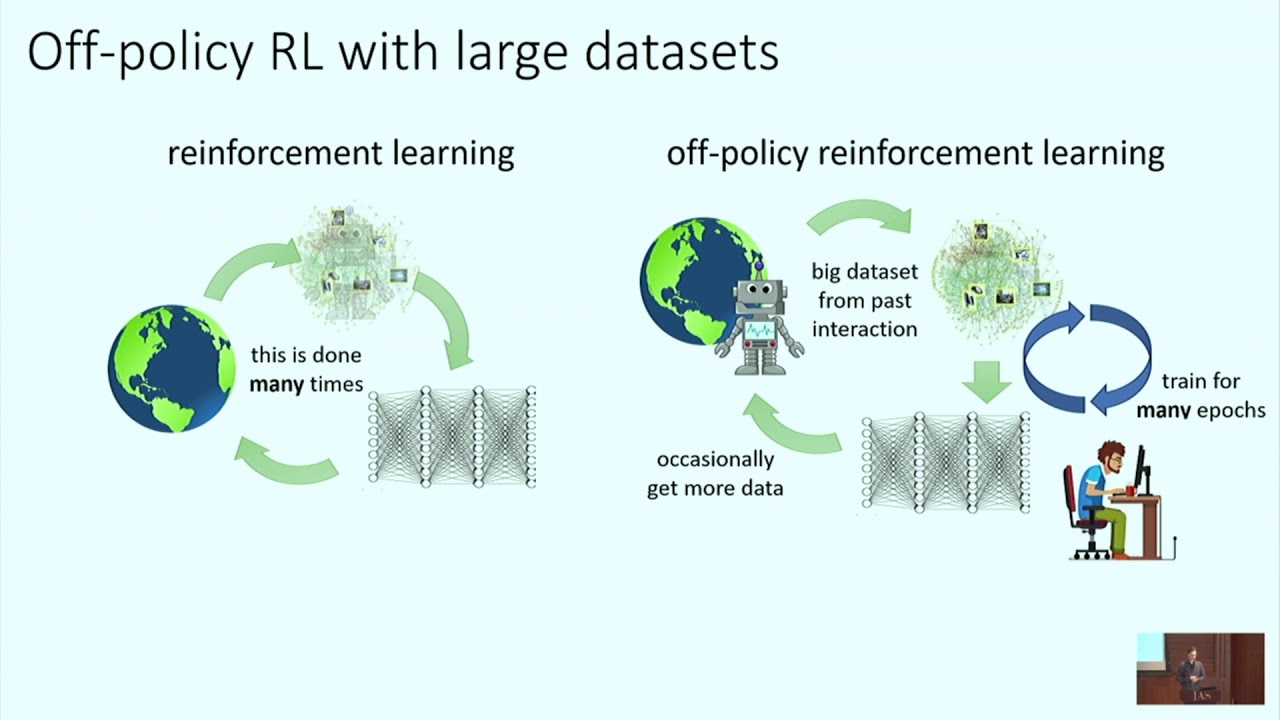 Off-policy RL with large datasets
reinforcement learning
this is done
many times
off-policy reinforcement learning
big dataset
from past
interaction
train for
many epochs
occasionally
get more data
IAS